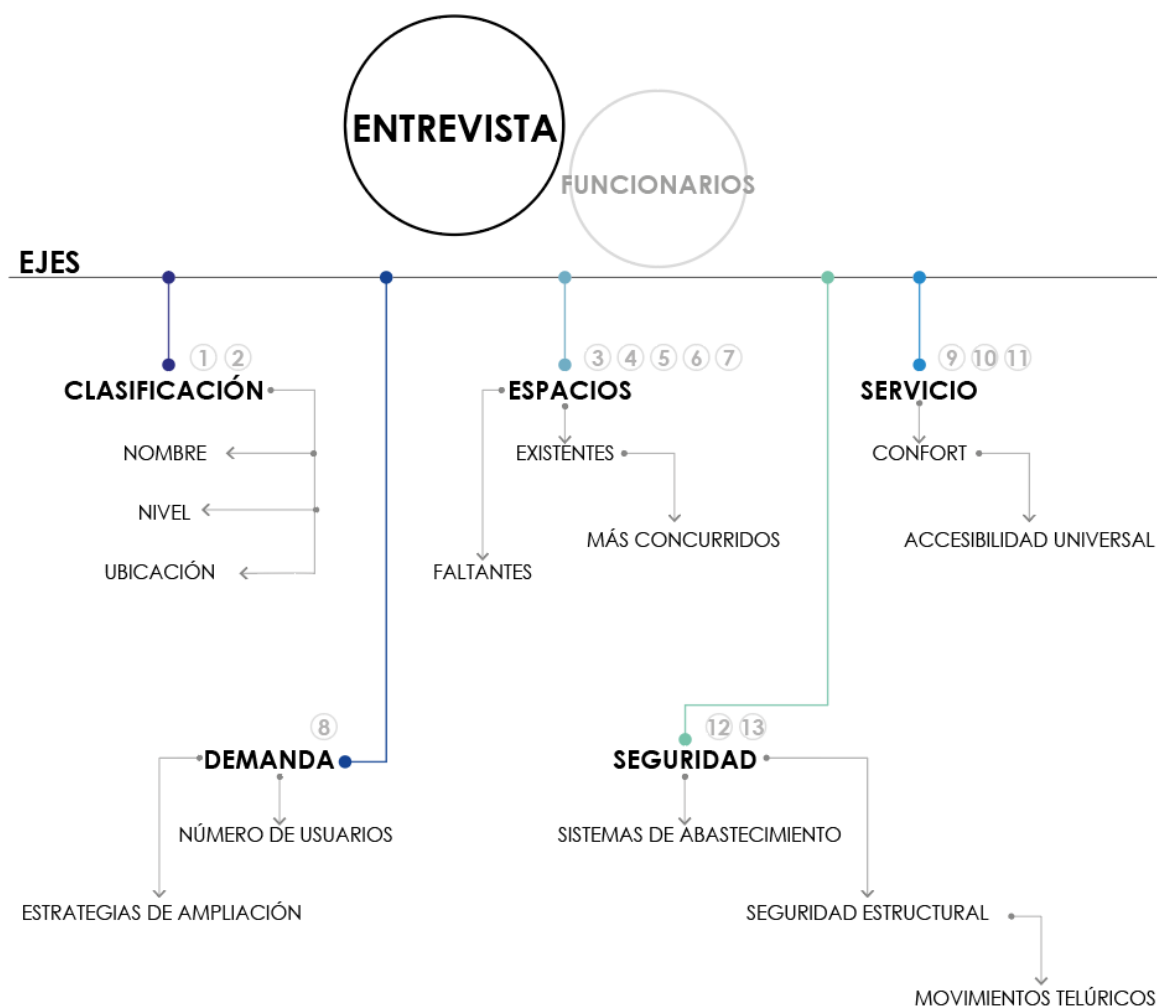 ENTREVISTA
FUNCIONARIOS
EJES
1 2
CLASIFICACIÓN
NOMBRE
NIVEL
UBICACIÓN
3 4 5 6 7
ESPACIOS
EXISTENTES
MÁS CONCURRIDOS
FALTANTES
9 10 11
SERVICIO
CONFORT
ACCESIBILIDAD UNIVERSAL
8
DEMANDA
NÚMERO DE USUARIOS
ESTRATEGIAS DE AMPLIACIÓN
12 13
SEGURIDAD
SISTEMAS DE ABASTECIMIENTO
SEGURIDAD ESTRUCTURAL
MOVIMIENTOS TELÚRICOS